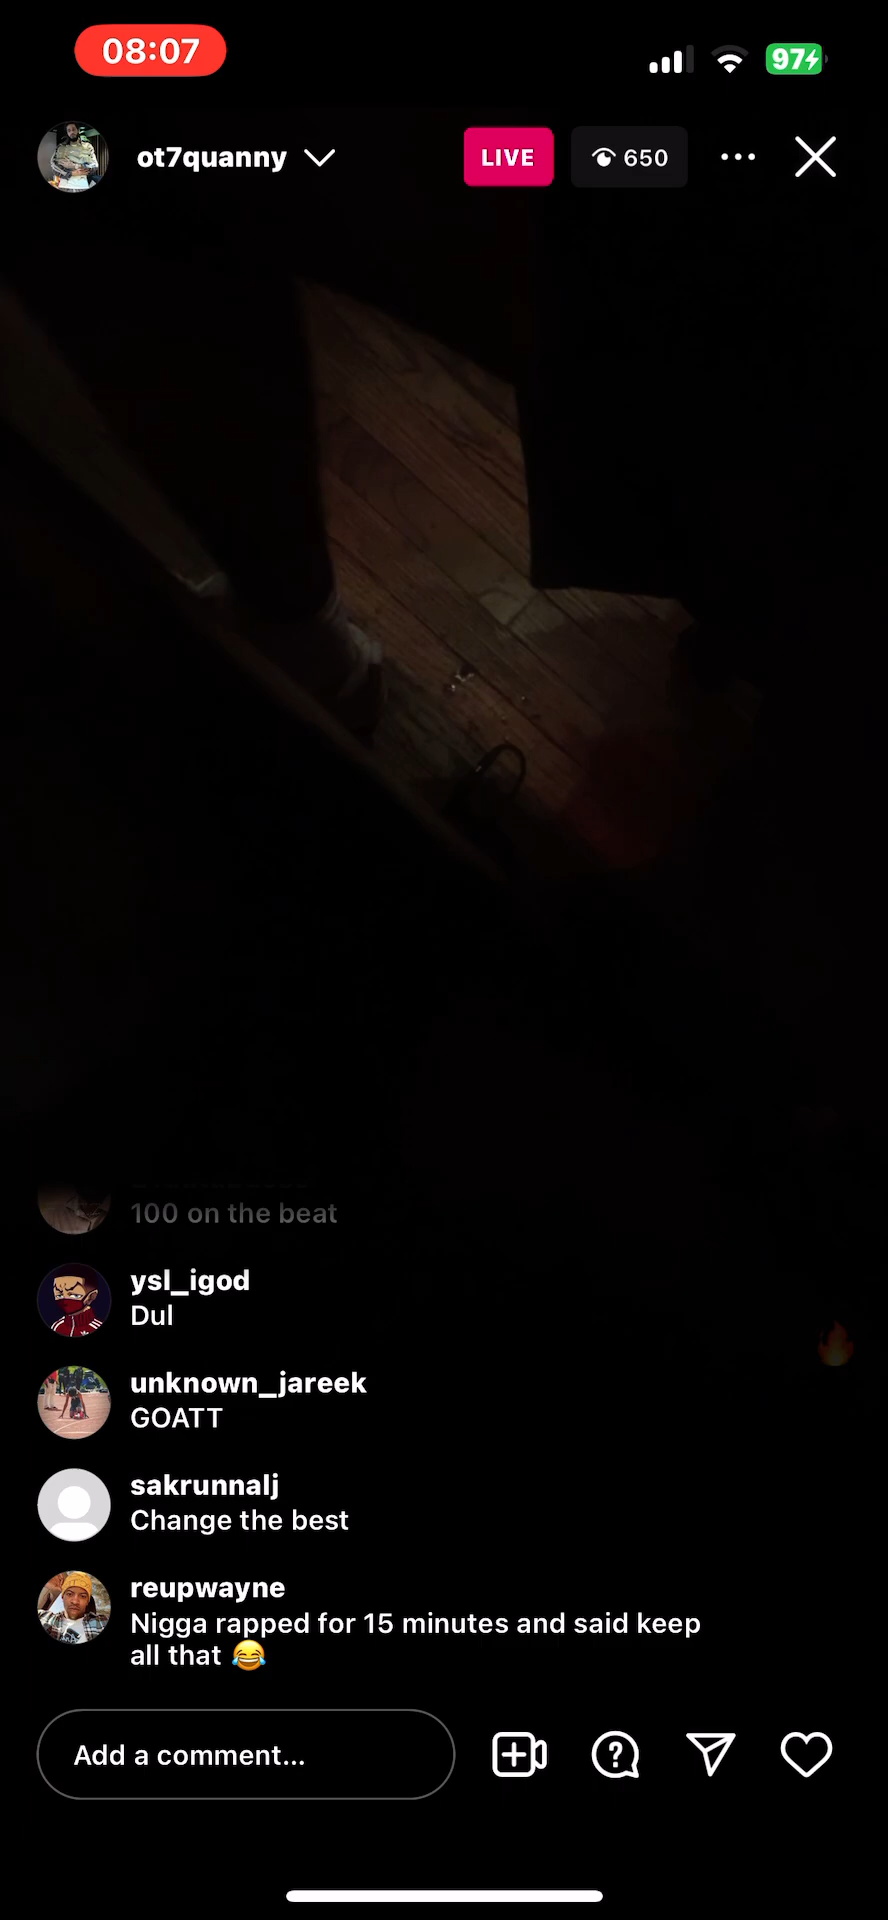 08:07
97
ot7quanny
LIVE
650
100 on the beat
ysl_igod
Dul
unknown_jareek
GOATT
sakrunnalj
Change the best
reupwayne
Nigga rapped for 15 minutes and said keep
all that 😂
Add a comment...